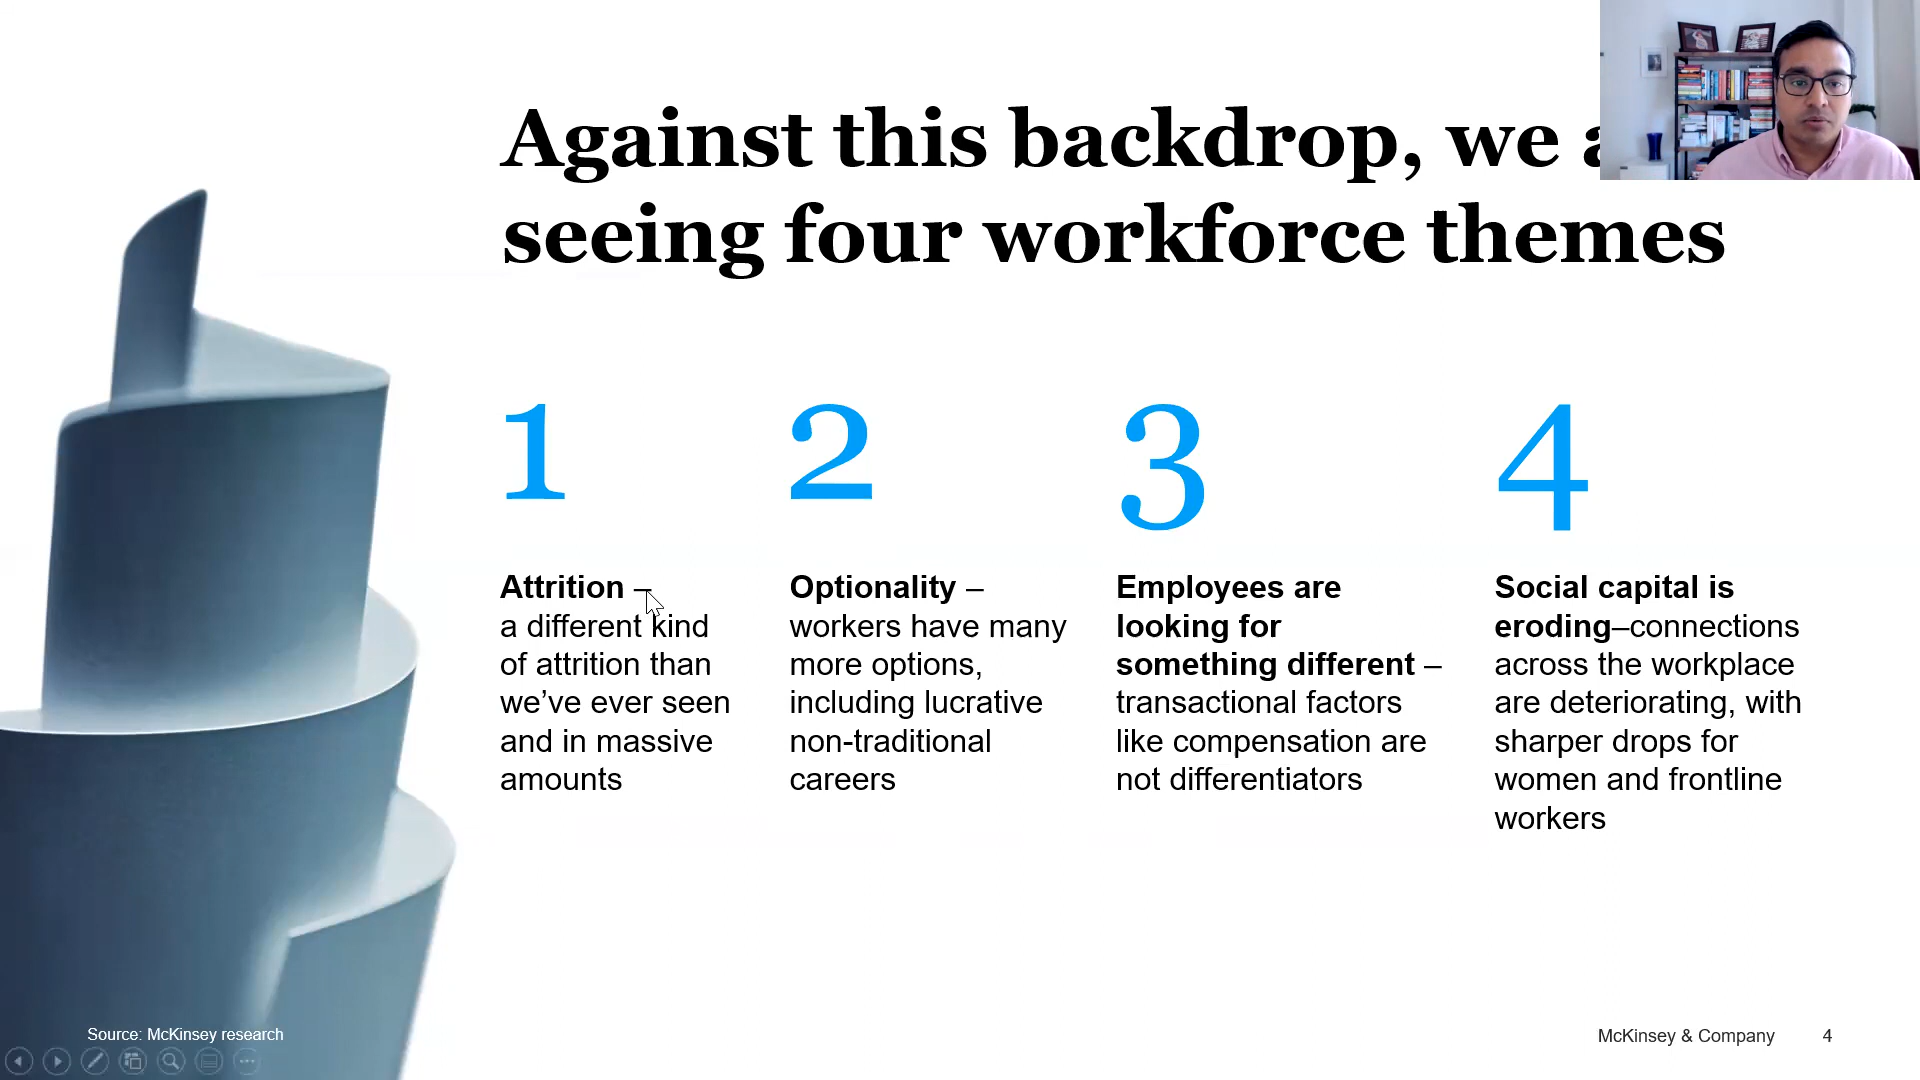 Against this backdrop, we
seeing four workforce themes
1
2
3
4
Attrition –
a different kind
of attrition than
we’ve ever seen
and in massive
amounts
Optionality –
workers have many
more options,
including lucrative
non-traditional
careers
Employees are
looking for
something different –
transactional factors
like compensation are
not differentiators
Social capital is
eroding–connections
across the workplace
are deteriorating, with
sharper drops for
women and frontline
workers
Source: McKinsey research
McKinsey & Company
4